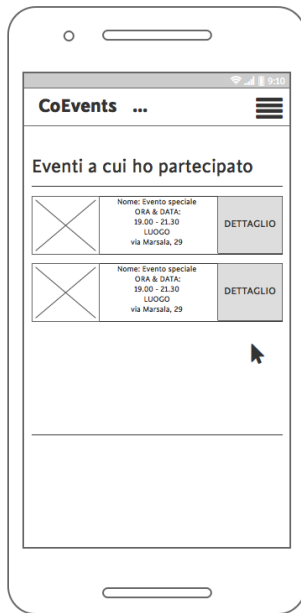 9:10
CoEvents ...
Eventi a cui ho partecipato
Nome: Evento speciale
ORA & DATA:
19.00 - 21.30
LUOGO
via Marsala, 29
DETTAGLIO
Nome: Evento speciale
ORA & DATA:
19.00 - 21.30
LUOGO
via Marsala, 29
DETTAGLIO